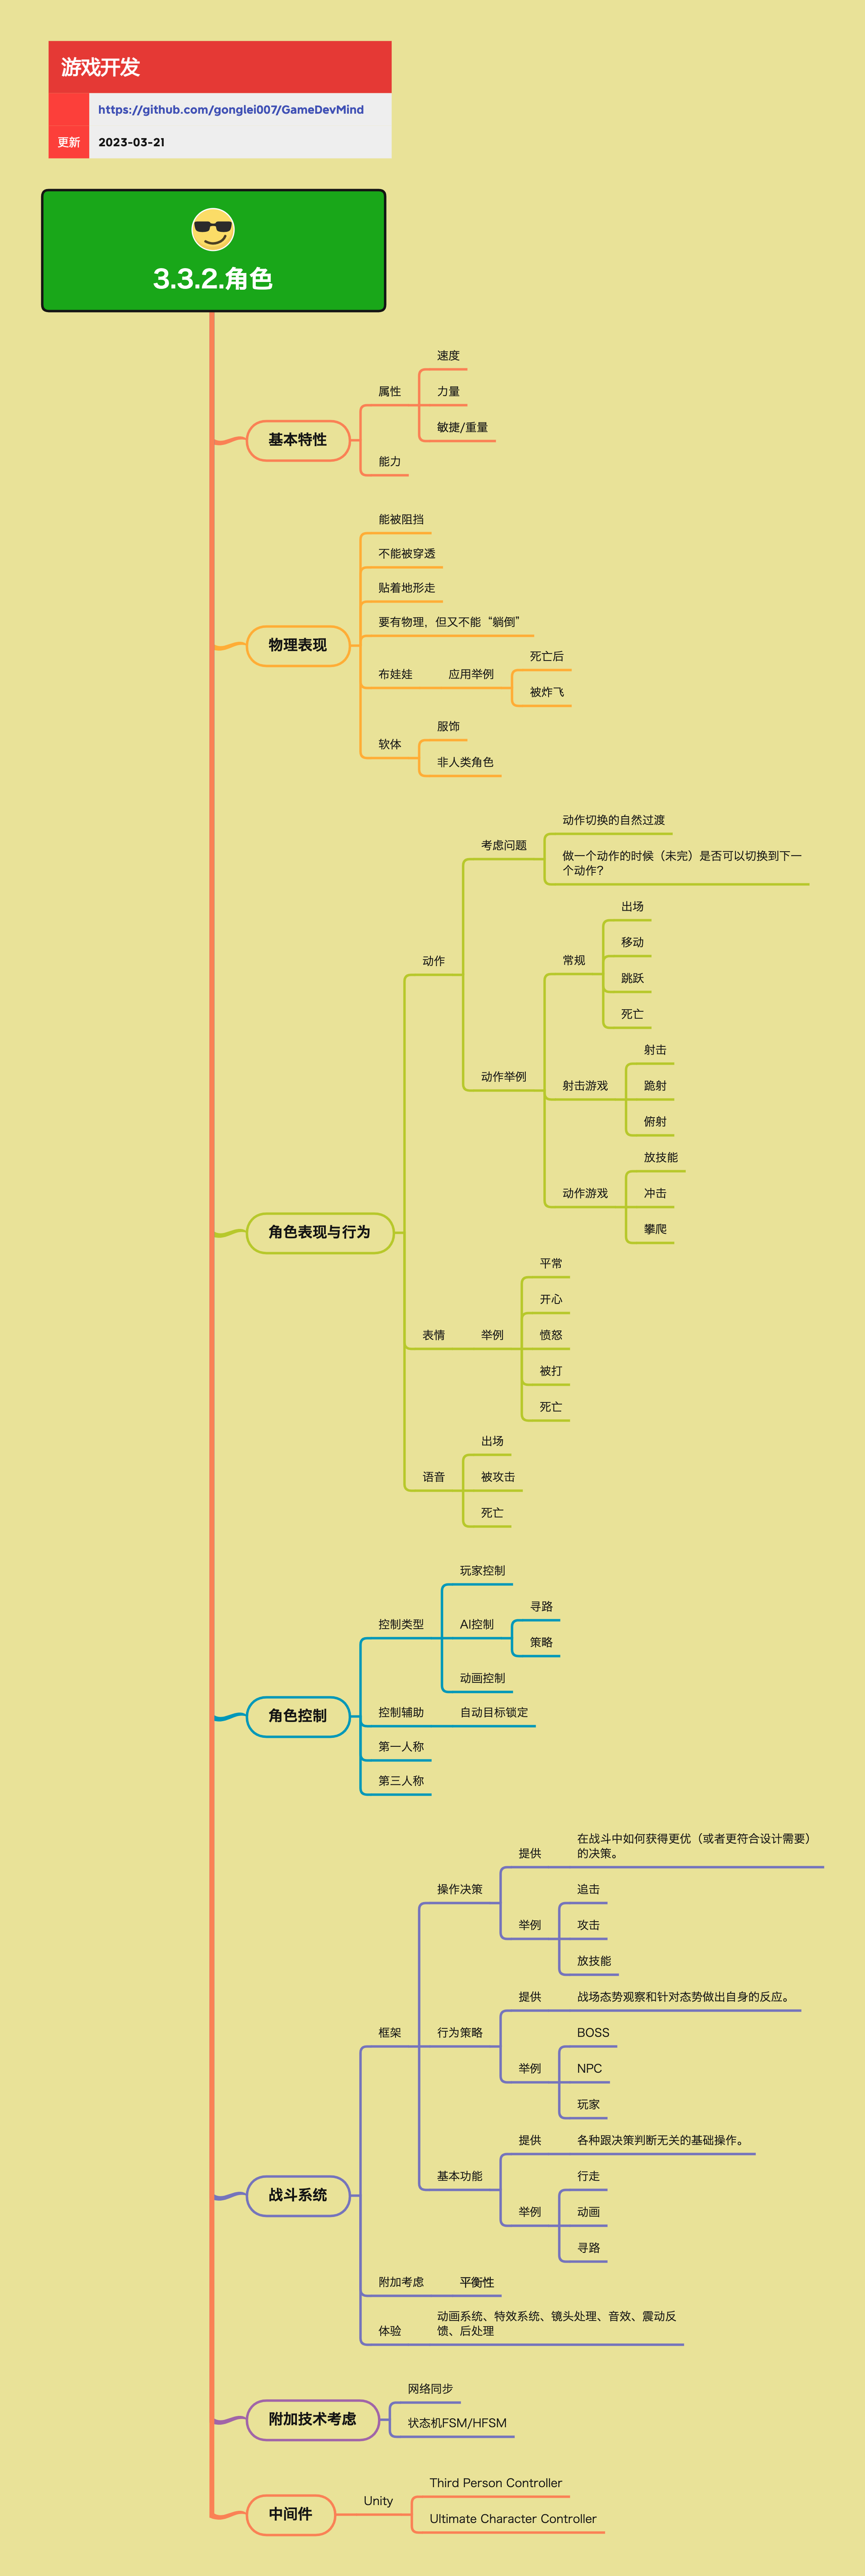 游戏开发
https://github.com/gonglei007/GameDevMind
更新
2023-03-21
3.3.2.角色
基本特性
属性
速度
力量
敏捷/重量
能力
物理表现
能被阻挡
不能被穿透
贴着地形走
要有物理，但又不能“躺倒”
布娃娃
应用举例
死亡后
被炸飞
软体
服饰
非人类角色
角色表现与行为
动作
考虑问题
动作切换的自然过渡
做一个动作的时候（未完）是否可以切换到下一
个动作？
动作举例
常规
出场
移动
跳跃
死亡
射击游戏
射击
跪射
俯射
动作游戏
放技能
冲击
攀爬
表情
举例
平常
开心
愤怒
被打
死亡
语音
出场
被攻击
死亡
角色控制
控制类型
玩家控制
AI控制
寻路
策略
动画控制
控制辅助
自动目标锁定
第一人称
第三人称
战斗系统
框架
操作决策
提供
在战斗中如何获得更优（或者更符合设计需要）
的决策。
举例
追击
攻击
放技能
行为策略
提供
战场态势观察和针对态势做出自身的反应。
举例
BOSS
NPC
玩家
基本功能
提供
各种跟决策判断无关的基础操作。
举例
行走
动画
寻路
附加考虑
平衡性
体验
动画系统、特效系统、镜头处理、音效、震动反
馈、后处理
附加技术考虑
网络同步
状态机FSM/HFSM
中间件
Unity
Third Person Controller
Ultimate Character Controller